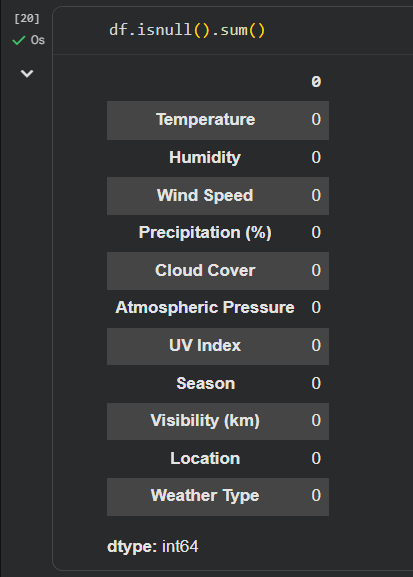 [20]
0s
df.isnull().sum()
0
Temperature 0
Humidity 0
Wind Speed 0
Precipitation (%) 0
Cloud Cover 0
Atmospheric Pressure 0
UV Index 0
Season 0
Visibility (km) 0
Location 0
Weather Type 0
dtype: int64